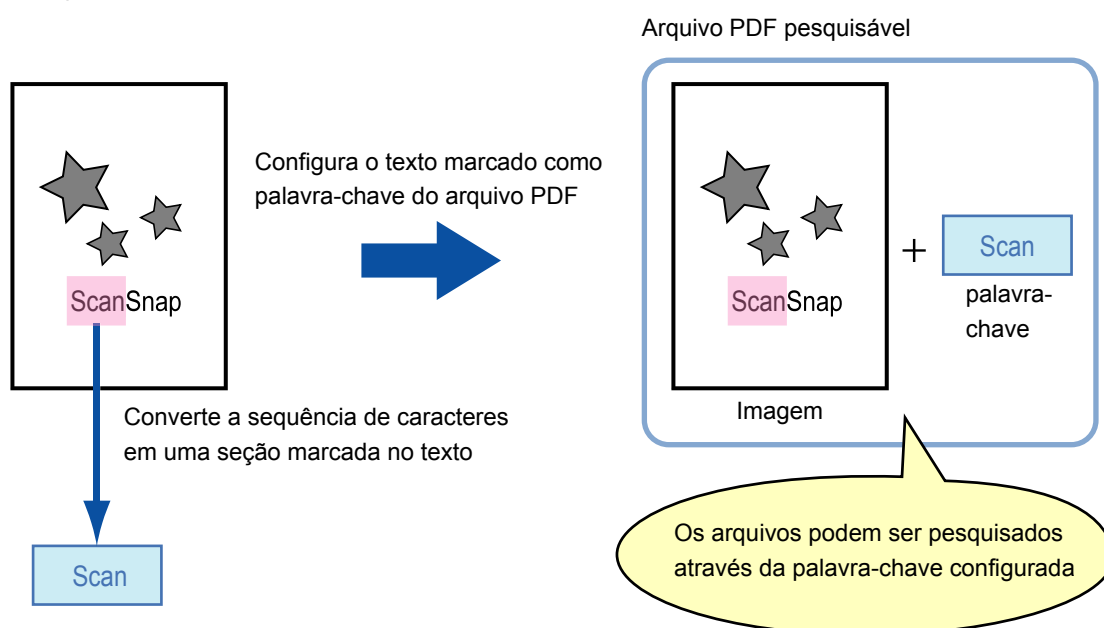 Arquivo PDF pesquisável
Configura o texto marcado como
palavra-chave do arquivo PDF
ScanSnap
Converte a sequência de caracteres
em uma seção marcada no texto
Scan
ScanSnap
Imagem
+
Scan
palavra-
chave
Os arquivos podem ser pesquisados
através da palavra-chave configurada